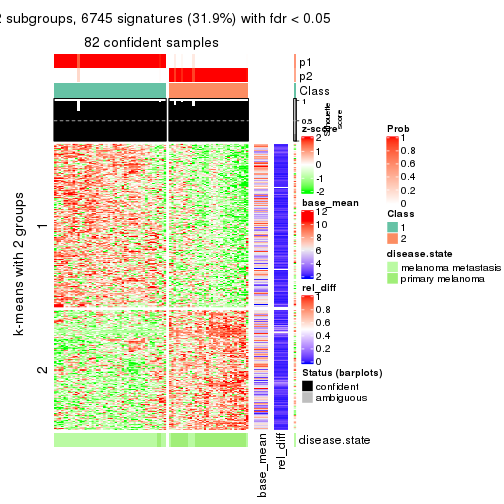 2 subgroups, 6745 signatures (31.9%) with fdr < 0.05
82 confident samples
p1
p2
Class
1
0.5
Silhouette
score
k-means with 2 groups
1
2
z-score
2
1
0
-1
-2
base_mean
12
10
8
6
4
2
rel_diff
1
0.8
0.6
0.4
0.2
0
Status (barplots)
confident
ambiguous
Prob
1
0.8
0.6
0.4
0.2
0
Class
1
2
disease.state
melanoma metastasis
primary melanoma
disease.state
base_mean
rel_diff